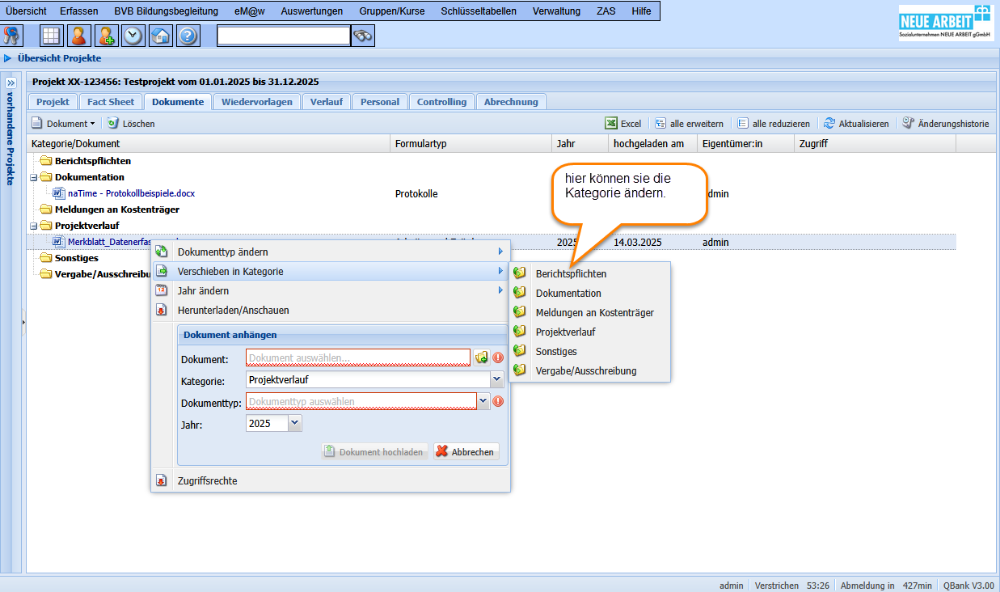 Übersicht Erfassen BVB Bildungsbegleitung eM@w Auswertungen Gruppen/Kurse Schlüsseltabellen Verwaltung ZAS Hilfe
NEUE ARBEIT
Sozialunternehmen NEUE ARBEIT gGmbH
Übersicht Projekte
vorhandene Projekte
Projekt XX-123456: Testprojekt vom 01.01.2025 bis 31.12.2025
Projekt Fact Sheet Dokumente Wiedervorlagen Verlauf Personal Controlling Abrechnung
Dokument Löschen Excel alle erweitern alle reduzieren Aktualisieren Änderungshistorie
Kategorie/Dokument Formulartyp Jahr hochgeladen am Eigentümer:in Zugriff
Berichtspflichten
Dokumentation
naTime - Protokollbeispiele.docx Protokolle
Meldungen an Kostenträger
Projektverlauf
Merkblatt_Datenerfas 2025 14.03.2025 admin
Sonstiges
Vergabe/Ausschreibu
hier können sie die
Kategorie ändern.
Dokumenttyp ändern
Verschieben in Kategorie
Jahr ändern
Herunterladen/Anschauen
Dokument anhängen
Dokument: Dokument auswählen...
Kategorie: Projektverlauf
Dokumenttyp: Dokumenttyp auswählen
Jahr: 2025
Dokument hochladen Abbrechen
Zugriffsrechte
Berichtspflichten
Dokumentation
Meldungen an Kostenträger
Projektverlauf
Sonstiges
Vergabe/Ausschreibung
admin Verstrichen 53:26 Abmeldung in 427min QBank V3.00